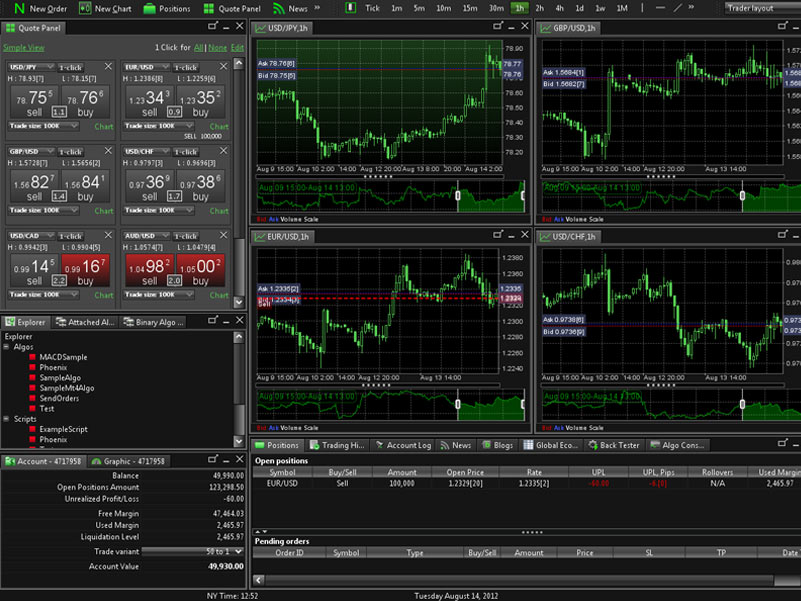 New Order New Chart Positions Quote Panel News Tick 1m 5m 10m 15m 30m 1h 2h 4h 1d 1w 1M Trader layout
Quote Panel
Simple View 1 Click for All | None Edit
USD/JPY 1-click
H : 78.93[7] L : 78.15[7]
78.75 5 78.76 6
sell 1.1 buy
Trade size: 100K Chart
EUR/USD 1-click
H : 1.2386[8] L : 1.2259[6]
1.23 34 3 1.23 35 2
sell 0.9 buy
Trade size: 100K Chart
SELL 100,000
GBP/USD 1-click
H : 1.5728[7] L : 1.5656[2]
1.56 82 7 1.56 84 1
sell 1.4 buy
Trade size: 100K Chart
USD/CHF 1-click
H : 0.9797[3] L : 0.9696[3]
0.97 36 9 0.97 38 6
sell 1.7 buy
Trade size: 100K Chart
USD/CAD 1-click
H : 0.9942[3] L : 0.9904[5]
0.99 14 5 0.99 16 7
sell 2.2 buy
Trade size: 100K Chart
AUD/USD 1-click
H : 1.0574[7] L : 1.0479[4]
1.04 98 2 1.05 00 2
sell 2.0 buy
Trade size: 100K Chart
USD/JPY,1h
Ask 78.76[6]
Bid 78.75[5]
78.90
78.77
78.76
78.60
78.50
78.40
78.30
78.20
Aug 9 15:00 Aug 10 2:00 Aug 12 20:00 Aug 13 14:00 Aug 14 2:00
Aug 09 15:00-Aug 14 13:00
Bid Ask Volume Scale
GBP/USD,1h
Ask 1.5684[1]
Bid 1.5682[7]
Aug 9 15:00 Aug 10 14:00 Aug 12 20:00 Aug 13 14:00
Aug 09 15:00-Aug 14 13:00
Bid Ask Volume Scale
EUR/USD,1h
Ask 1.2335[2]
Bid 1.2334[3]
Sell
1.2380
1.2360
1.2335
1.2324
1.2320
1.2300
1.2280
1.2260
1.2240
Aug 9 15:00 Aug 10 2:00 Aug 12 20:00 Aug 13 14:00
Aug 09 15:00-Aug 14 13:00
Bid Ask Volume Scale
USD/CHF,1h
Ask 0.9738[6]
Bid 0.9736[9]
Aug 9 15:00 Aug 10 14:00 Aug 12 20:00 Aug 13 14:00
Aug 09 15:00-Aug 14 13:00
Bid Ask Volume Scale
Explorer Attached Al... Binary Algo ...
Explorer
Algos
MACDSample
Phoenix
SampleAlgo
SampleMt4Algo
SendOrders
Test
Scripts
ExampleScript
Phoenix
Account - 4717958 Graphic - 4717958
Balance 49,990.00
Open Positions Amount 123,298.50
Unrealized Profit/Loss -60.00
Free Margin 47,464.03
Used Margin 2,465.97
Liquidation Level 2,465.97
Trade variant 50 to 1
Account Value 49,930.00
Positions Trading Hi... Account Log News Blogs Global Eco... Back Tester Algo Cons...
Open positions
Symbol Buy/Sell Amount Open Price Rate UPL UPL, Pips Rollovers Used Margin
EUR/USD Sell 100,000 1.2329[20] 1.2335[2] -60.00 -6.[0] N/A 2,465.97
Pending orders
Order ID Symbol Type Buy/Sell Amount Price SL TP Date
NY Time: 12:52 Tuesday August 14, 2012